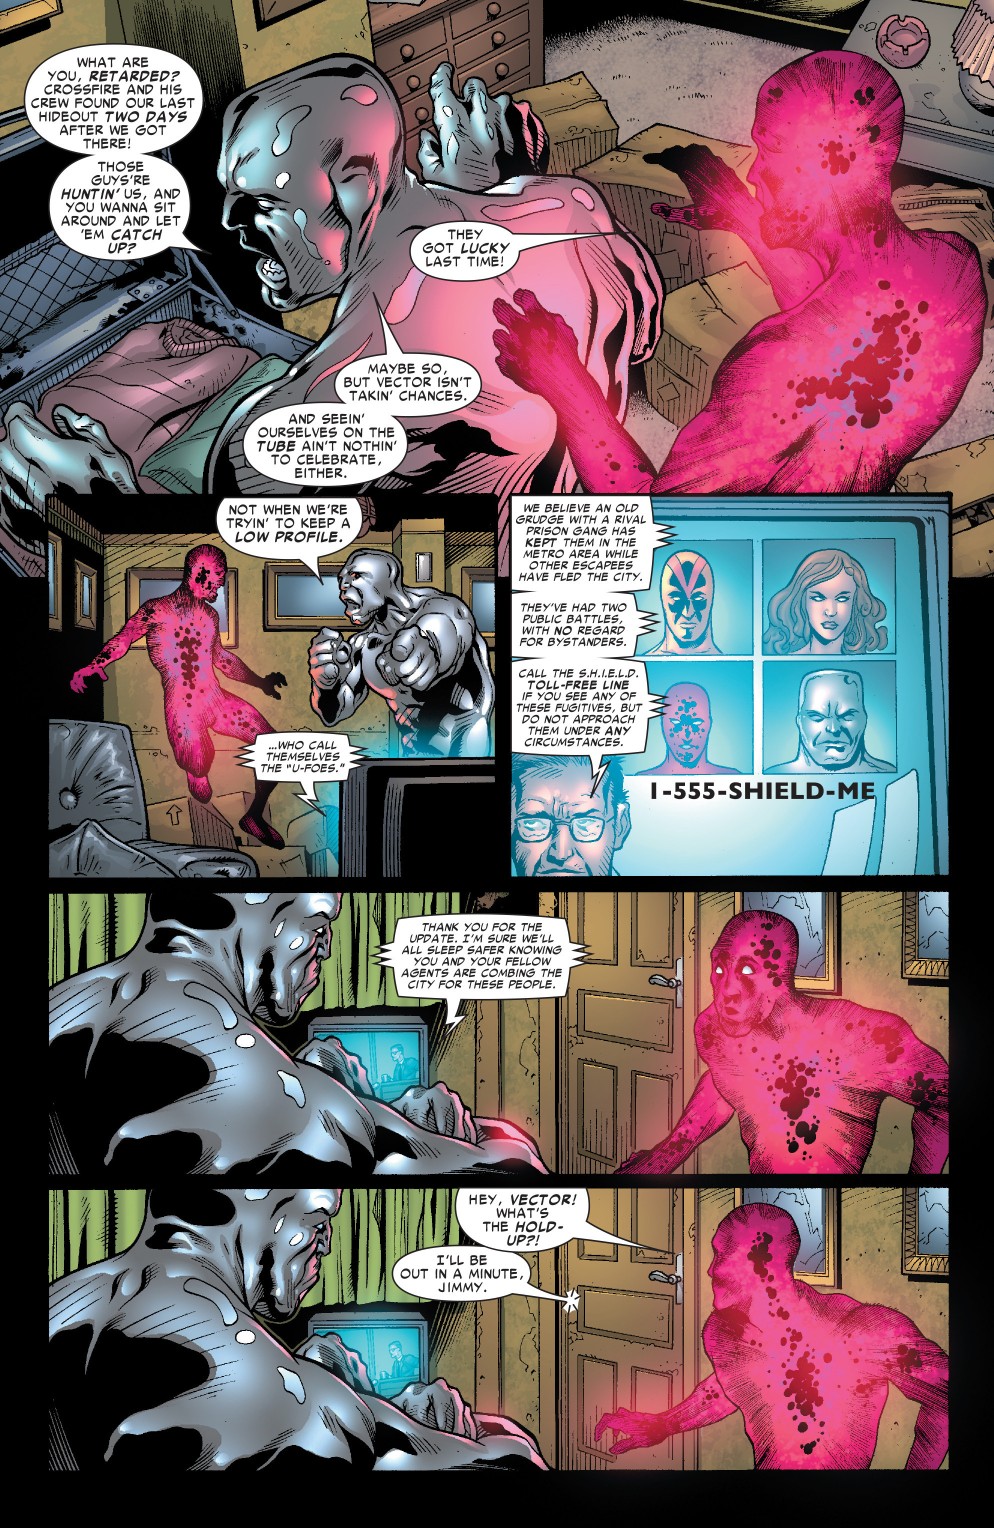 WHAT ARE
YOU, RETARDED?
CROSSFIRE AND HIS
CREW FOUND OUR LAST
HIDEOUT TWO DAYS
AFTER WE GOT
THERE!
THOSE
GUYS'RE
HUNTIN' US, AND
YOU WANNA SIT
AROUND AND LET
'EM CATCH
UP?
THEY
GOT LUCKY
LAST TIME!
MAYBE SO,
BUT VECTOR ISN'T
TAKIN' CHANCES.
AND SEEIN'
OURSELVES ON THE
TUBE AIN'T NOTHIN'
TO CELEBRATE,
EITHER.
NOT WHEN WE'RE
TRYIN' TO KEEP A
LOW PROFILE.
...WHO CALL
THEMSELVES
THE "U-FOES."
WE BELIEVE AN OLD
GRUDGE WITH A RIVAL
PRISON GANG HAS
KEPT THEM IN THE
METRO AREA WHILE
OTHER ESCAPEES
HAVE FLED THE CITY.
THEY'VE HAD TWO
PUBLIC BATTLES,
WITH NO REGARD
FOR BYSTANDERS.
CALL THE S.H.I.E.L.D.
TOLL-FREE LINE
IF YOU SEE ANY OF
THESE FUGITIVES, BUT
DO NOT APPROACH
THEM UNDER ANY
CIRCUMSTANCES.
1-555-SHIELD-ME
THANK YOU FOR THE
UPDATE. I'M SURE WE'LL
ALL SLEEP SAFER KNOWING
YOU AND YOUR FELLOW
AGENTS ARE COMBING THE
CITY FOR THESE PEOPLE.
HEY, VECTOR!
WHAT'S
THE HOLD-
UP?!
I'LL BE
OUT IN A MINUTE,
JIMMY.